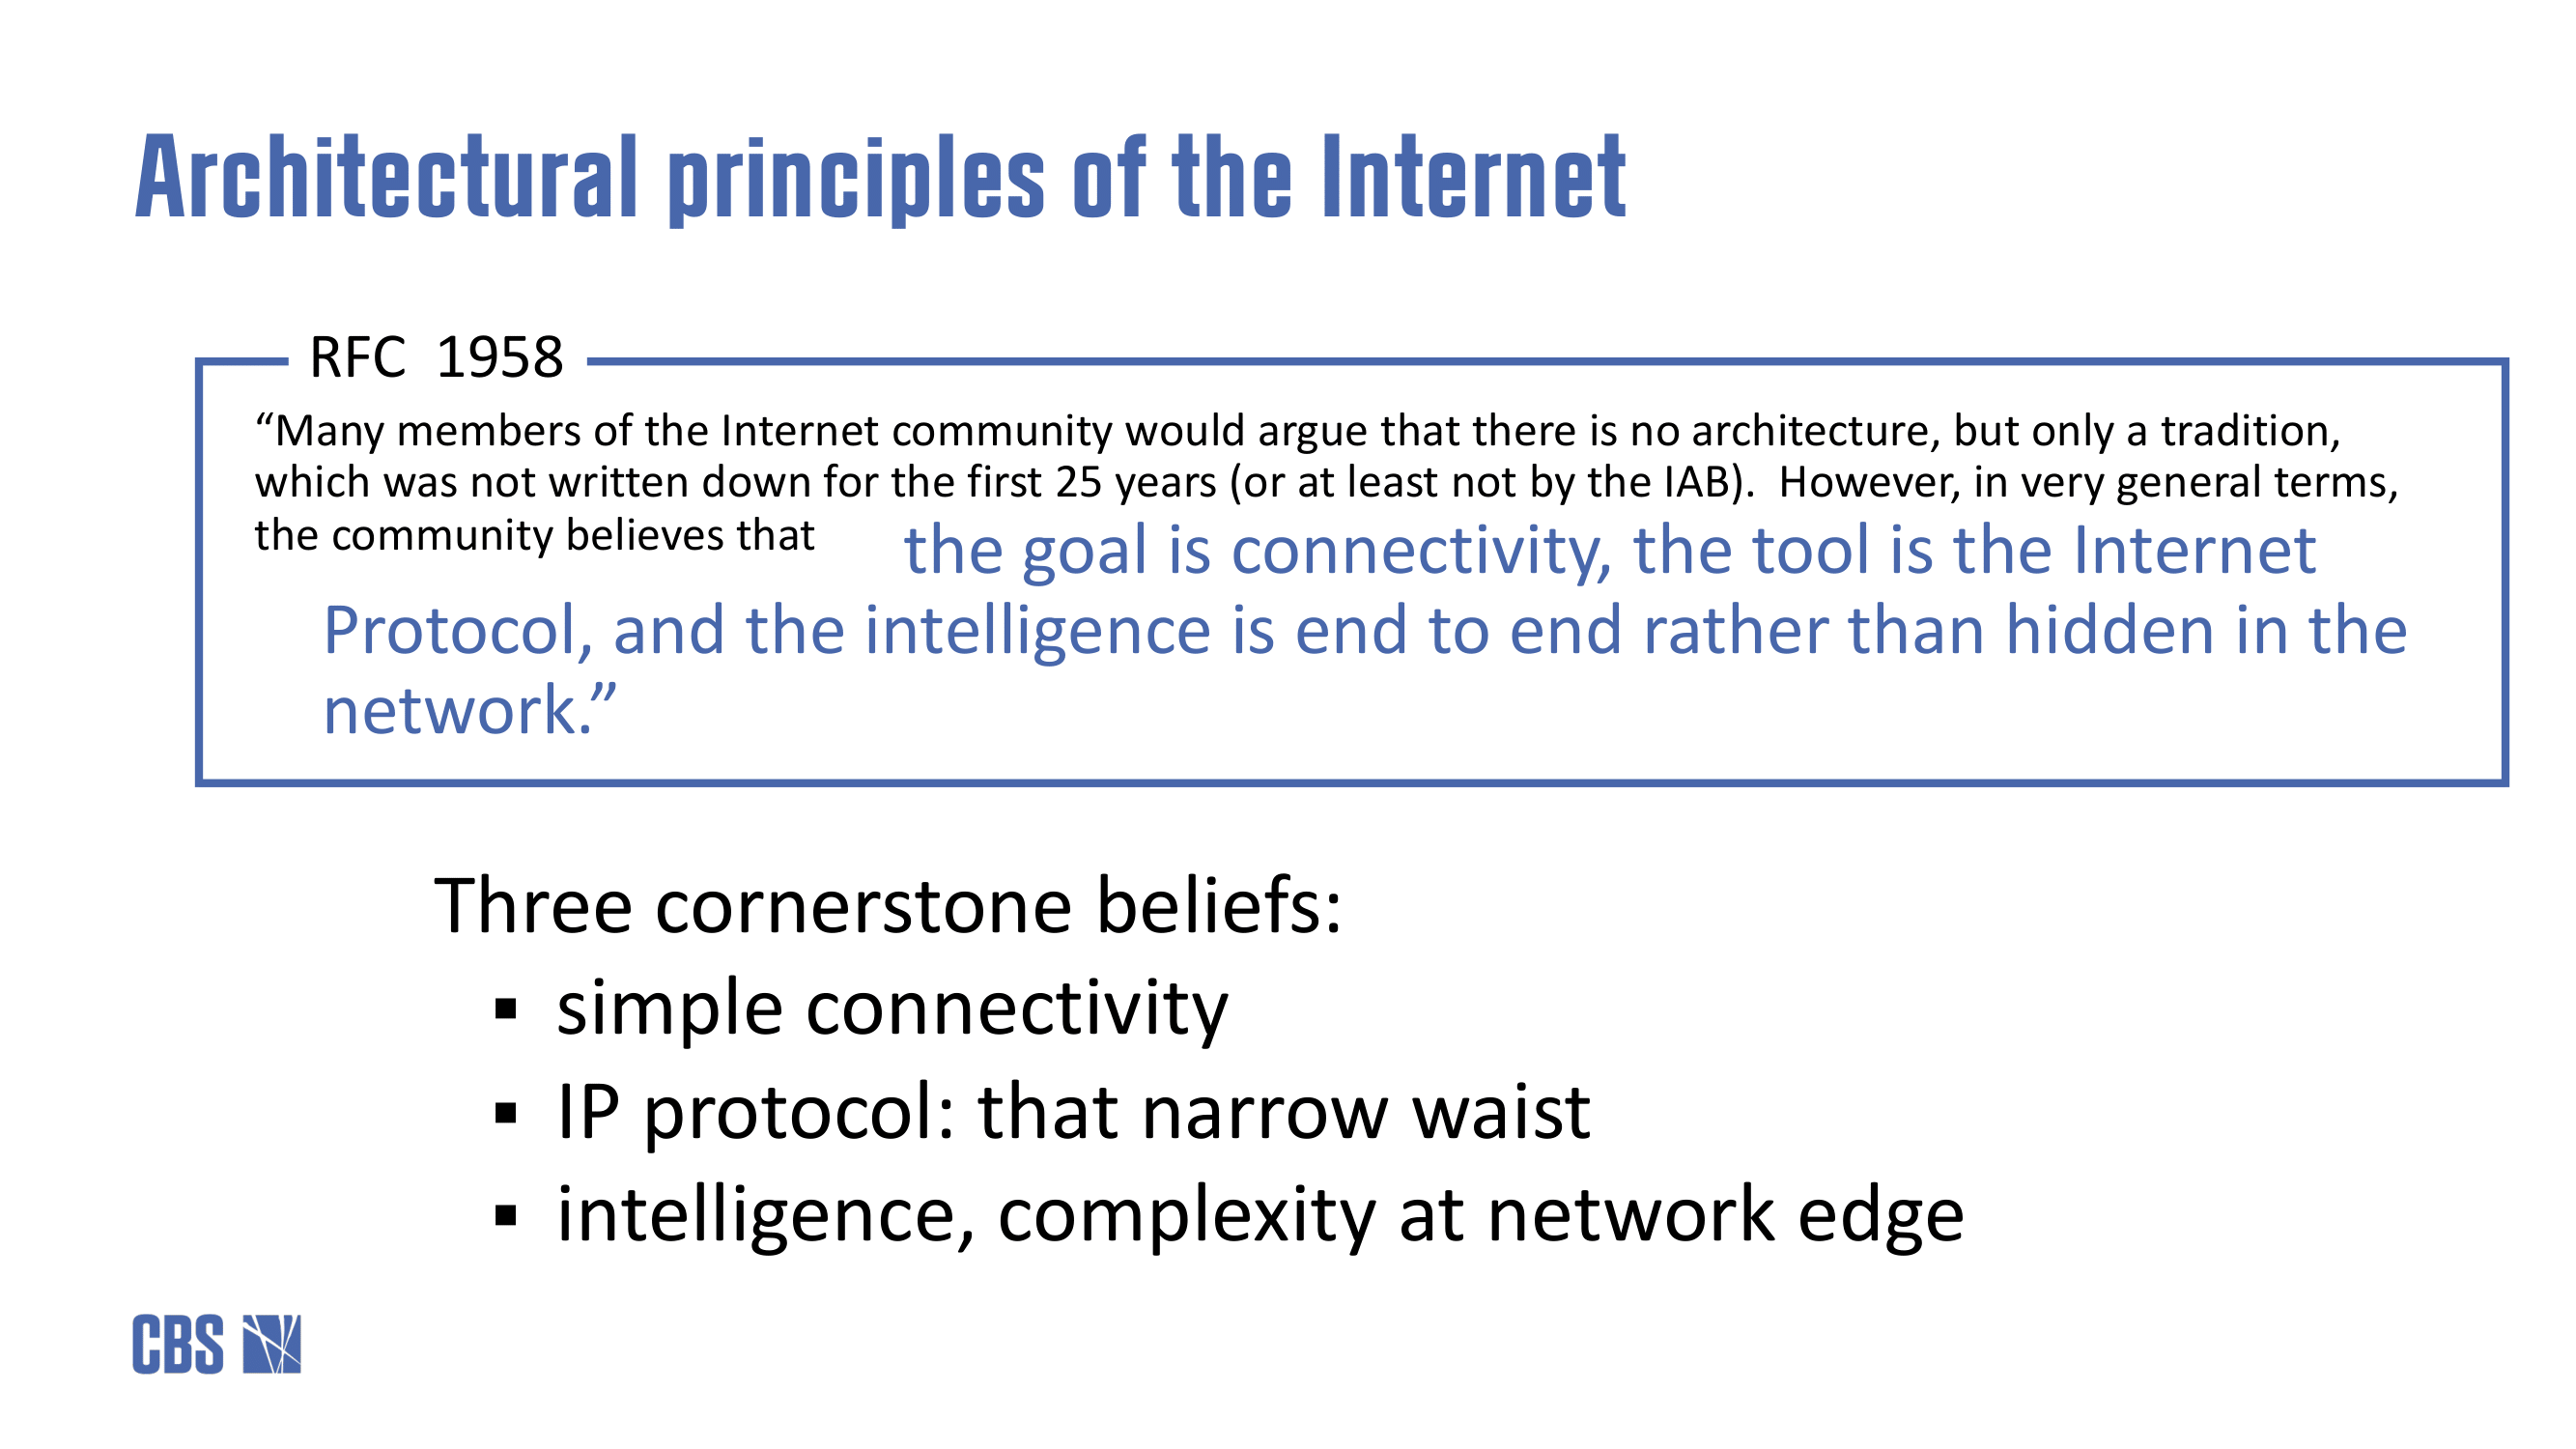 Architectural principles of the Internet
RFC  1958
“Many members of the Internet community would argue that there is no architecture, but only a tradition,
which was not written down for the first 25 years (or at least not by the IAB).  However, in very general terms,
the community believes that the goal is connectivity, the tool is the Internet
Protocol, and the intelligence is end to end rather than hidden in the
network.”
Three cornerstone beliefs:
▪ simple connectivity
▪ IP protocol: that narrow waist
▪ intelligence, complexity at network edge
CBS